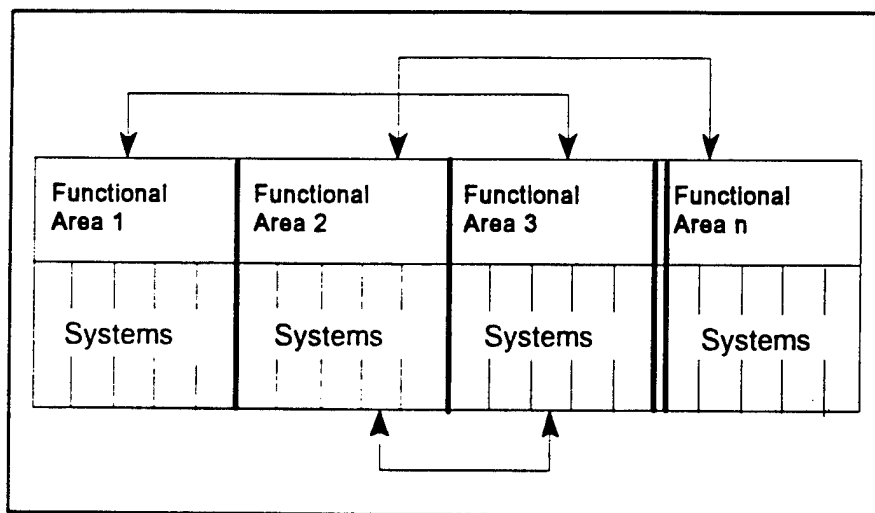 Functional
Area 1
Functional
Area 2
Functional
Area 3
Functional
Area n
Systems
Systems
Systems
Systems